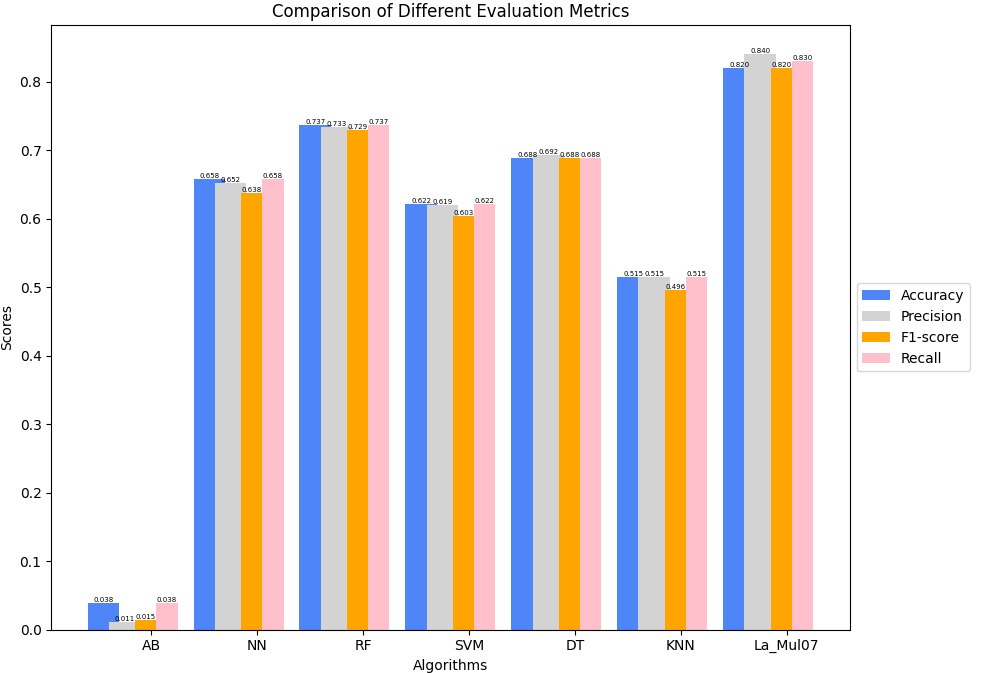 Comparison of Different Evaluation Metrics
Scores
0.8
0.7
0.6
0.5
0.4
0.3
0.2
0.1
0.0
0.038
0.011
0.015
0.038
0.658
0.652
0.638
0.658
0.737
0.733
0.729
0.737
0.622
0.619
0.603
0.622
0.688
0.692
0.688
0.688
0.515
0.515
0.496
0.515
0.820
0.840
0.820
0.830
AB
NN
RF
SVM
DT
KNN
La_Mul07
Algorithms
Accuracy
Precision
F1-score
Recall